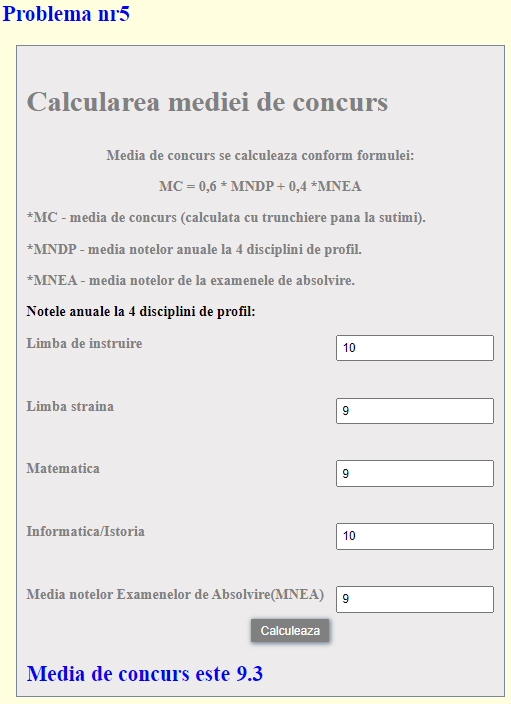 Problema nr5
Calcularea mediei de concurs
Media de concurs se calculeaza conform formulei:
MC = 0,6 * MNDP + 0,4 *MNEA
*MC - media de concurs (calculata cu trunchiere pana la sutimi).
*MNDP - media notelor anuale la 4 disciplini de profil.
*MNEA - media notelor de la examenele de absolvire.
Notele anuale la 4 disciplini de profil:
Limba de instruire 10
Limba straina 9
Matematica 9
Informatica/Istoria 10
Media notelor Examenelor de Absolvire(MNEA) 9
Calculeaza
Media de concurs este 9.3